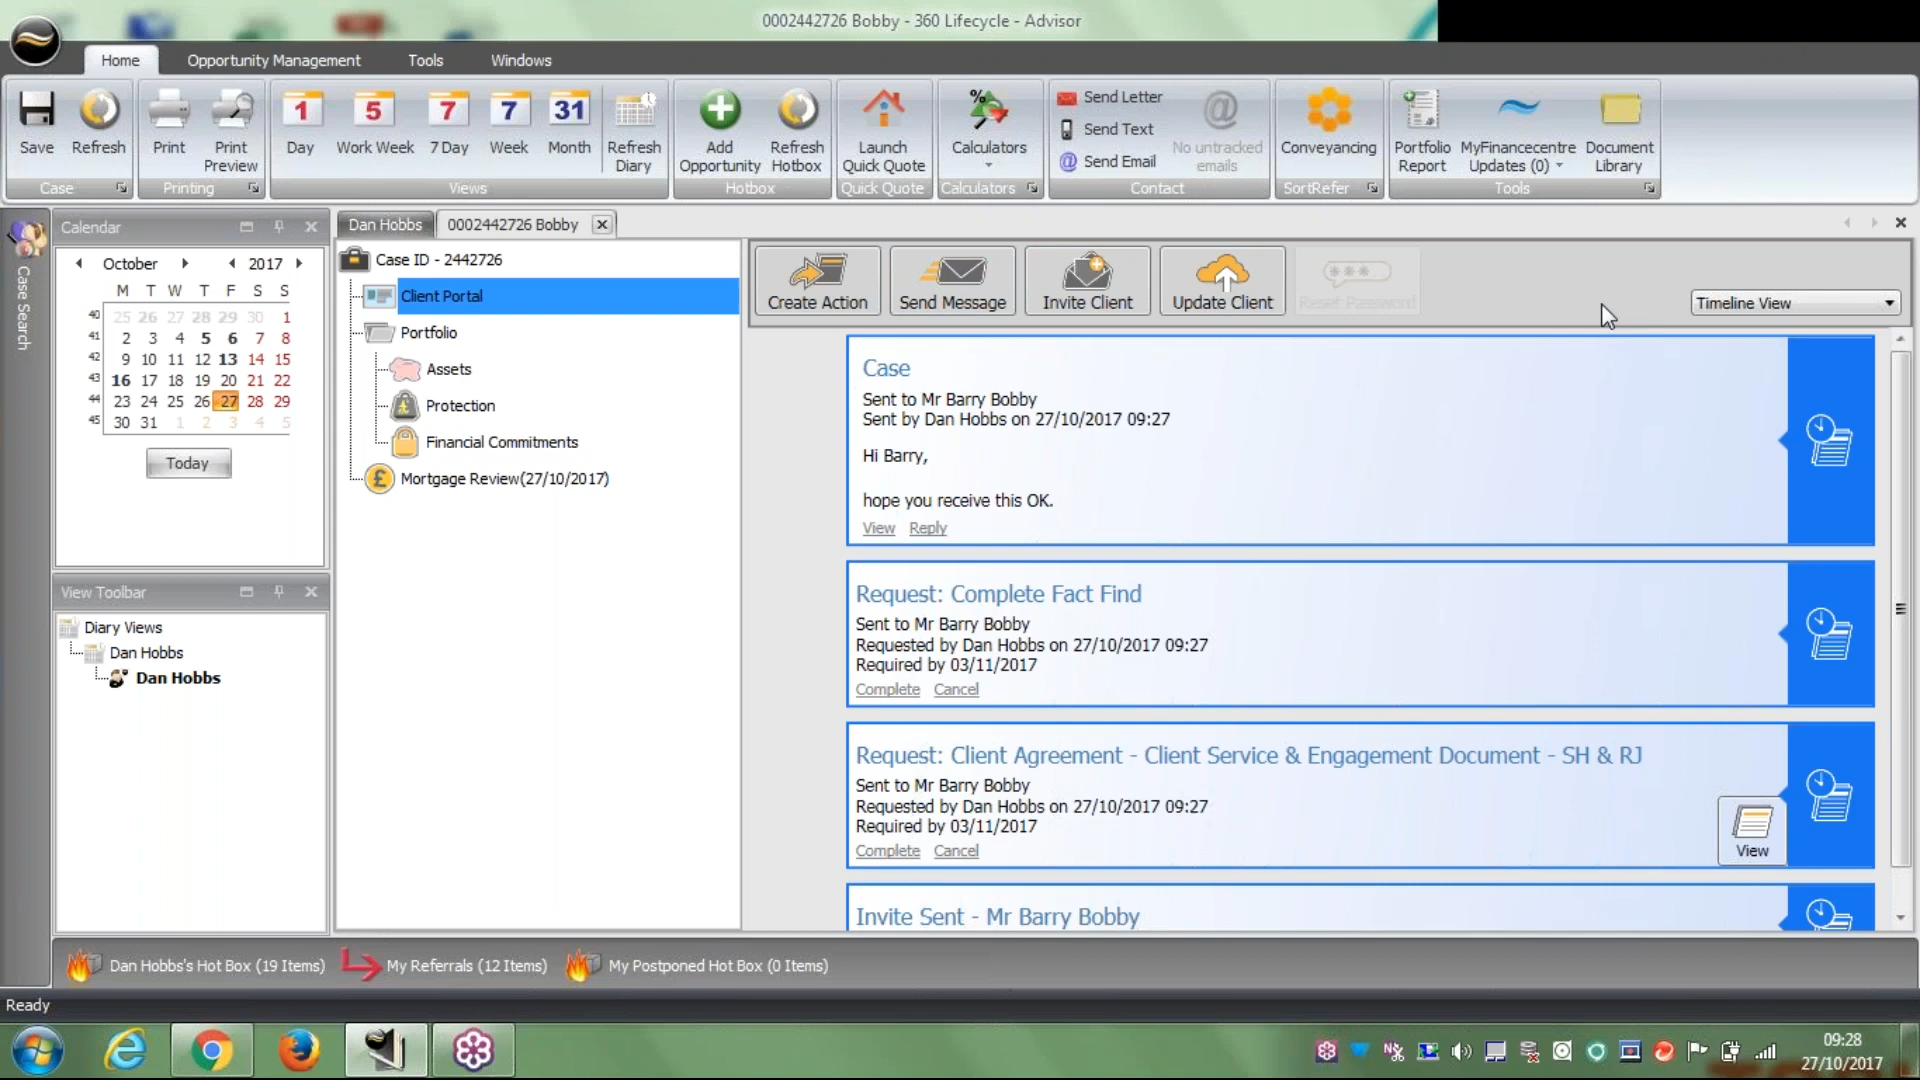 0002442726 Bobby - 360 Lifecycle - Advisor
Home Opportunity Management Tools Windows
Save Refresh Print Print Preview
1 5 7 7 31
Day Work Week 7 Day Week Month Refresh Diary
Add Opportunity Refresh Hotbox
Launch Quick Quote
% Calculators
Send Letter
Send Text
Send Email
@ No untracked emails
Conveyancing
Portfolio Report MyFinancecentre Updates (0) Document Library
Case Printing Views Hotbox Quick Quote Calculators Contact SortRefer Tools
Case Search
Calendar
October 2017
M T W T F S S
40 25 26 27 28 29 30 1
41 2 3 4 5 6 7 8
42 9 10 11 12 13 14 15
43 16 17 18 19 20 21 22
44 23 24 25 26 27 28 29
45 30 31 1 2 3 4 5
Today
View Toolbar
Diary Views
Dan Hobbs
Dan Hobbs
Dan Hobbs 0002442726 Bobby
Case ID - 2442726
Client Portal
Portfolio
Assets
Protection
Financial Commitments
£ Mortgage Review(27/10/2017)
Create Action Send Message Invite Client Update Client Reset Password
Timeline View
Case
Sent to Mr Barry Bobby
Sent by Dan Hobbs on 27/10/2017 09:27
Hi Barry,
hope you receive this OK.
View Reply
Request: Complete Fact Find
Sent to Mr Barry Bobby
Requested by Dan Hobbs on 27/10/2017 09:27
Required by 03/11/2017
Complete Cancel
Request: Client Agreement - Client Service & Engagement Document - SH & RJ
Sent to Mr Barry Bobby
Requested by Dan Hobbs on 27/10/2017 09:27
Required by 03/11/2017
Complete Cancel
View
Invite Sent - Mr Barry Bobby
Dan Hobbs's Hot Box (19 Items) My Referrals (12 Items) My Postponed Hot Box (0 Items)
Ready
09:28
27/10/2017